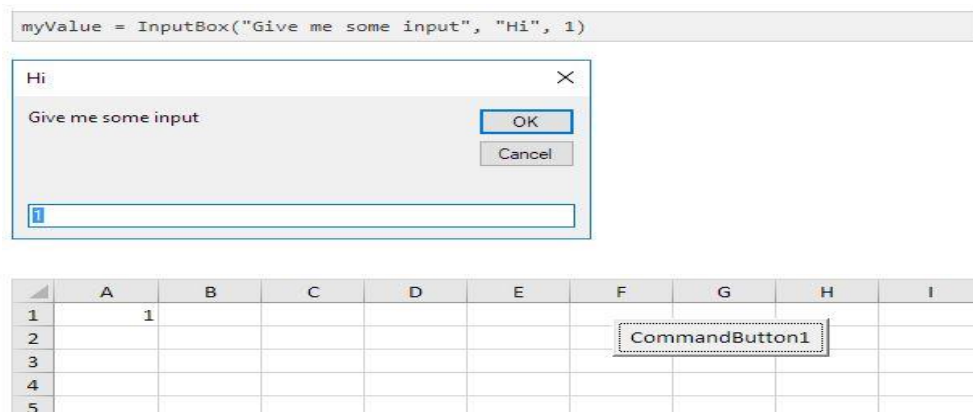 myValue = InputBox("Give me some input", "Hi", 1)
Hi
Give me some input
OK
Cancel
1
A B C D E F G H I
1 1
2 CommandButton1
3
4
5